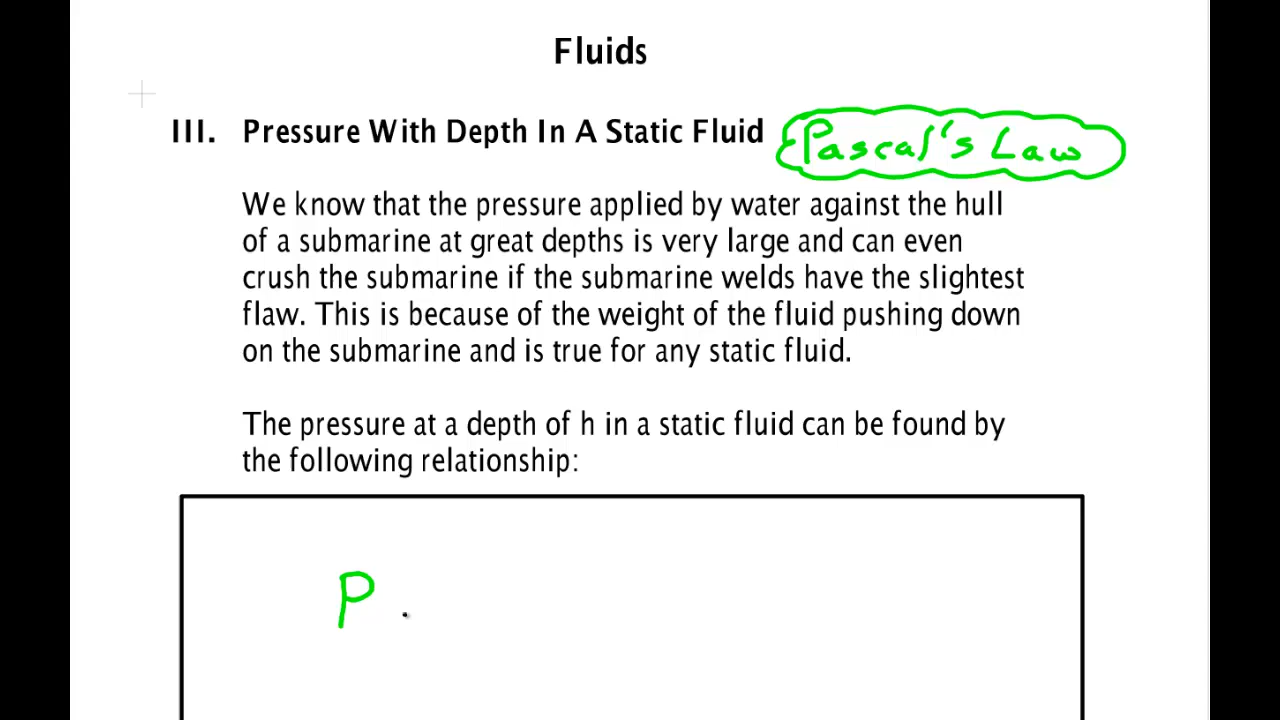 Fluids
III. Pressure With Depth In A Static Fluid Pascal's Law
We know that the pressure applied by water against the hull
of a submarine at great depths is very large and can even
crush the submarine if the submarine welds have the slightest
flaw. This is because of the weight of the fluid pushing down
on the submarine and is true for any static fluid.
The pressure at a depth of h in a static fluid can be found by
the following relationship:
P